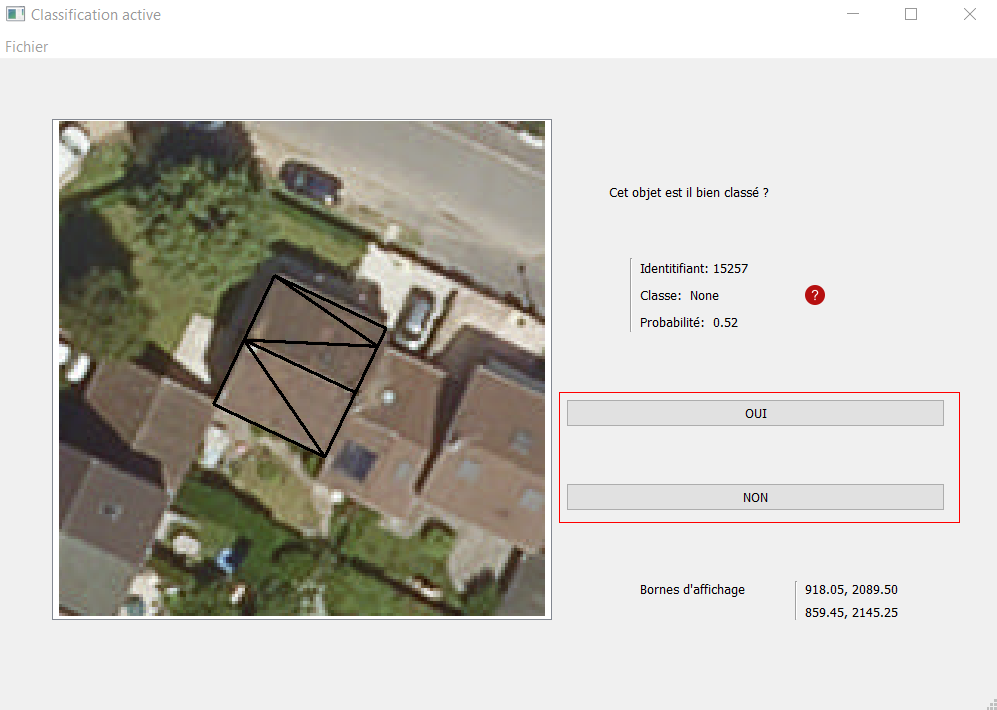 Classification active
Fichier
Cet objet est il bien classé ?
Identitifiant: 15257
Classe: None
?
Probabilité: 0.52
OUI
NON
Bornes d'affichage
918.05, 2089.50
859.45, 2145.25